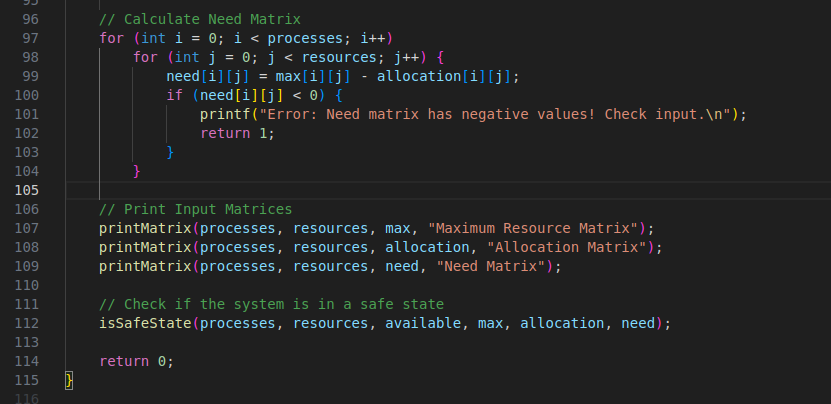 95
96 // Calculate Need Matrix
97 for (int i = 0; i < processes; i++)
98 for (int j = 0; j < resources; j++) {
99 need[i][j] = max[i][j] - allocation[i][j];
100 if (need[i][j] < 0) {
101 printf("Error: Need matrix has negative values! Check input.\n");
102 return 1;
103 }
104 }
105
106 // Print Input Matrices
107 printMatrix(processes, resources, max, "Maximum Resource Matrix");
108 printMatrix(processes, resources, allocation, "Allocation Matrix");
109 printMatrix(processes, resources, need, "Need Matrix");
110
111 // Check if the system is in a safe state
112 isSafeState(processes, resources, available, max, allocation, need);
113
114 return 0;
115 }
116